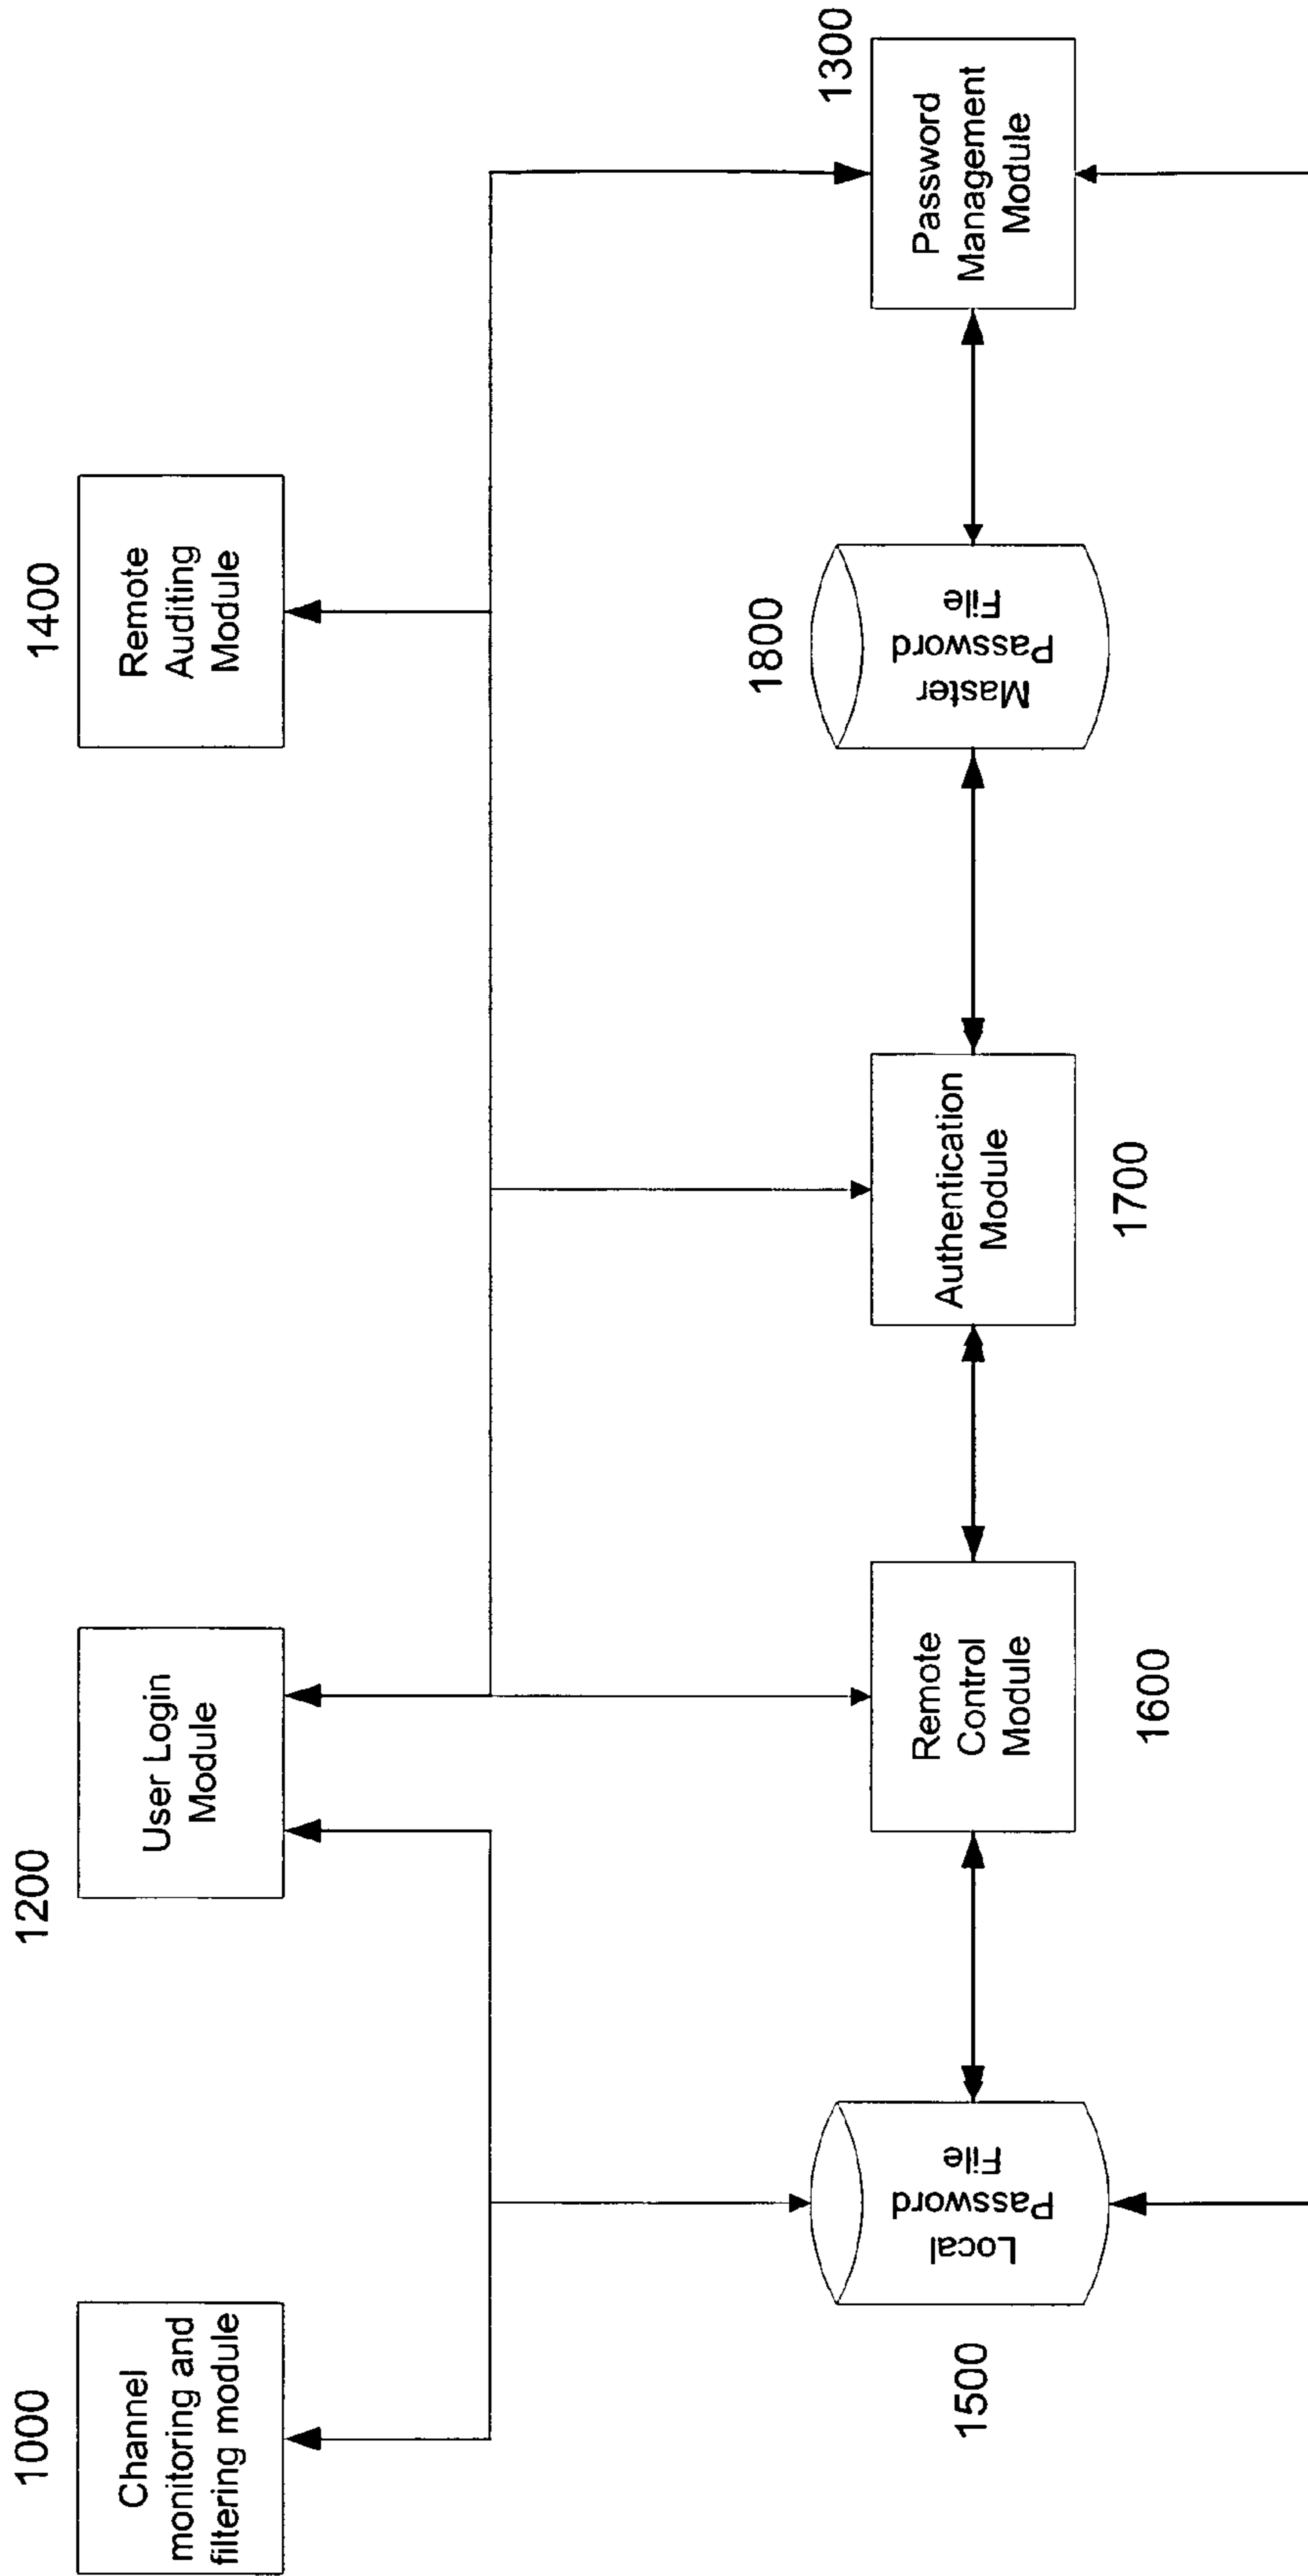 1000
Channel
monitoring and
filtering module
1200
User Login
Module
1400
Remote
Auditing
Module
1500
Local
Password
File
1600
Remote
Control
Module
1700
Authentication
Module
1800
Master
Password
File
1300
Password
Management
Module